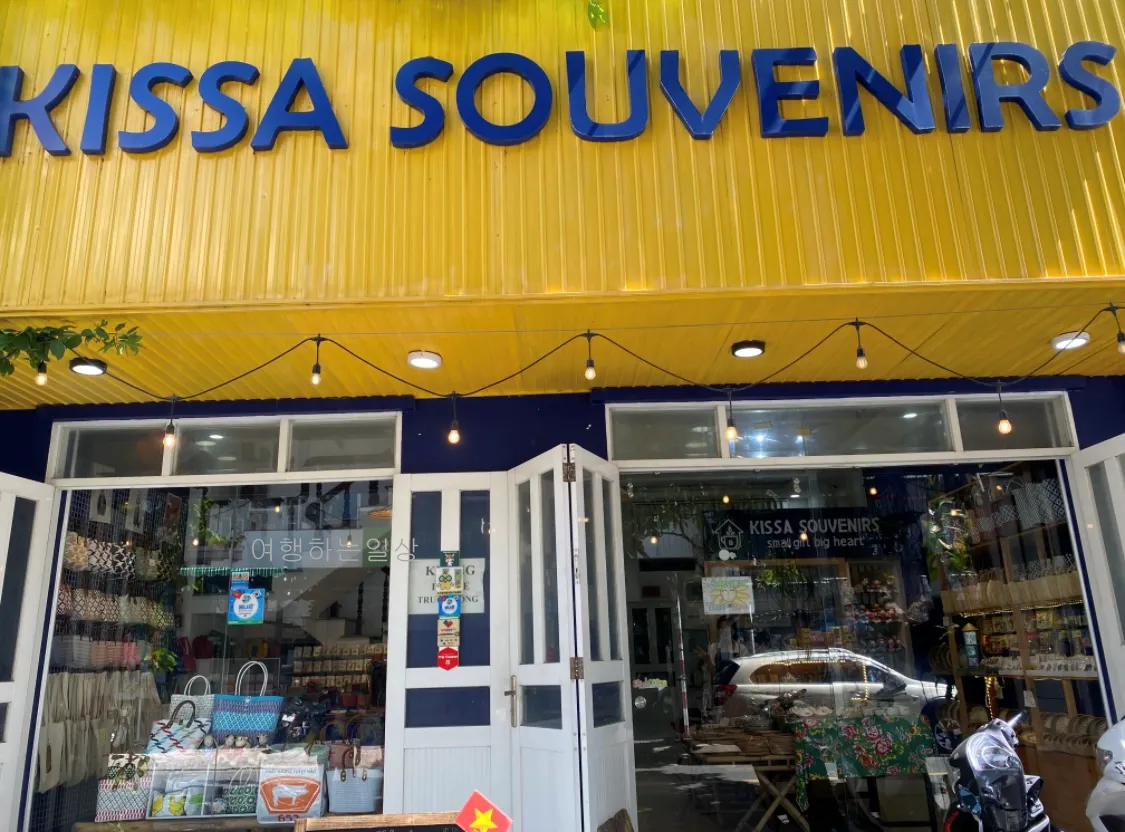 KISSA SOUVENIRS
KISSA SOUVENIRS
small gift big heart
여행하는일상